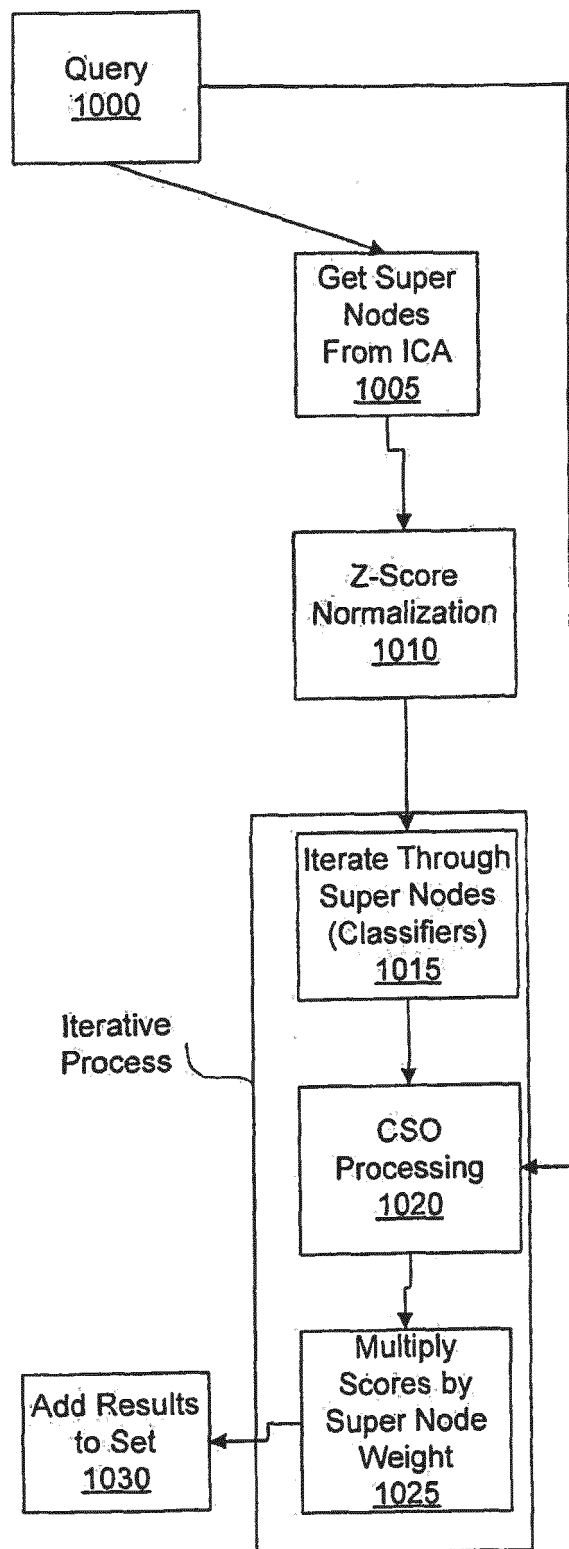 Query
1000
Get Super
Nodes
From ICA
1005
Z-Score
Normalization
1010
Iterate Through
Super Nodes
(Classifiers)
1015
Iterative
Process
CSO
Processing
1020
Multiply
Scores by
Super Node
Weight
1025
Add Results
to Set
1030